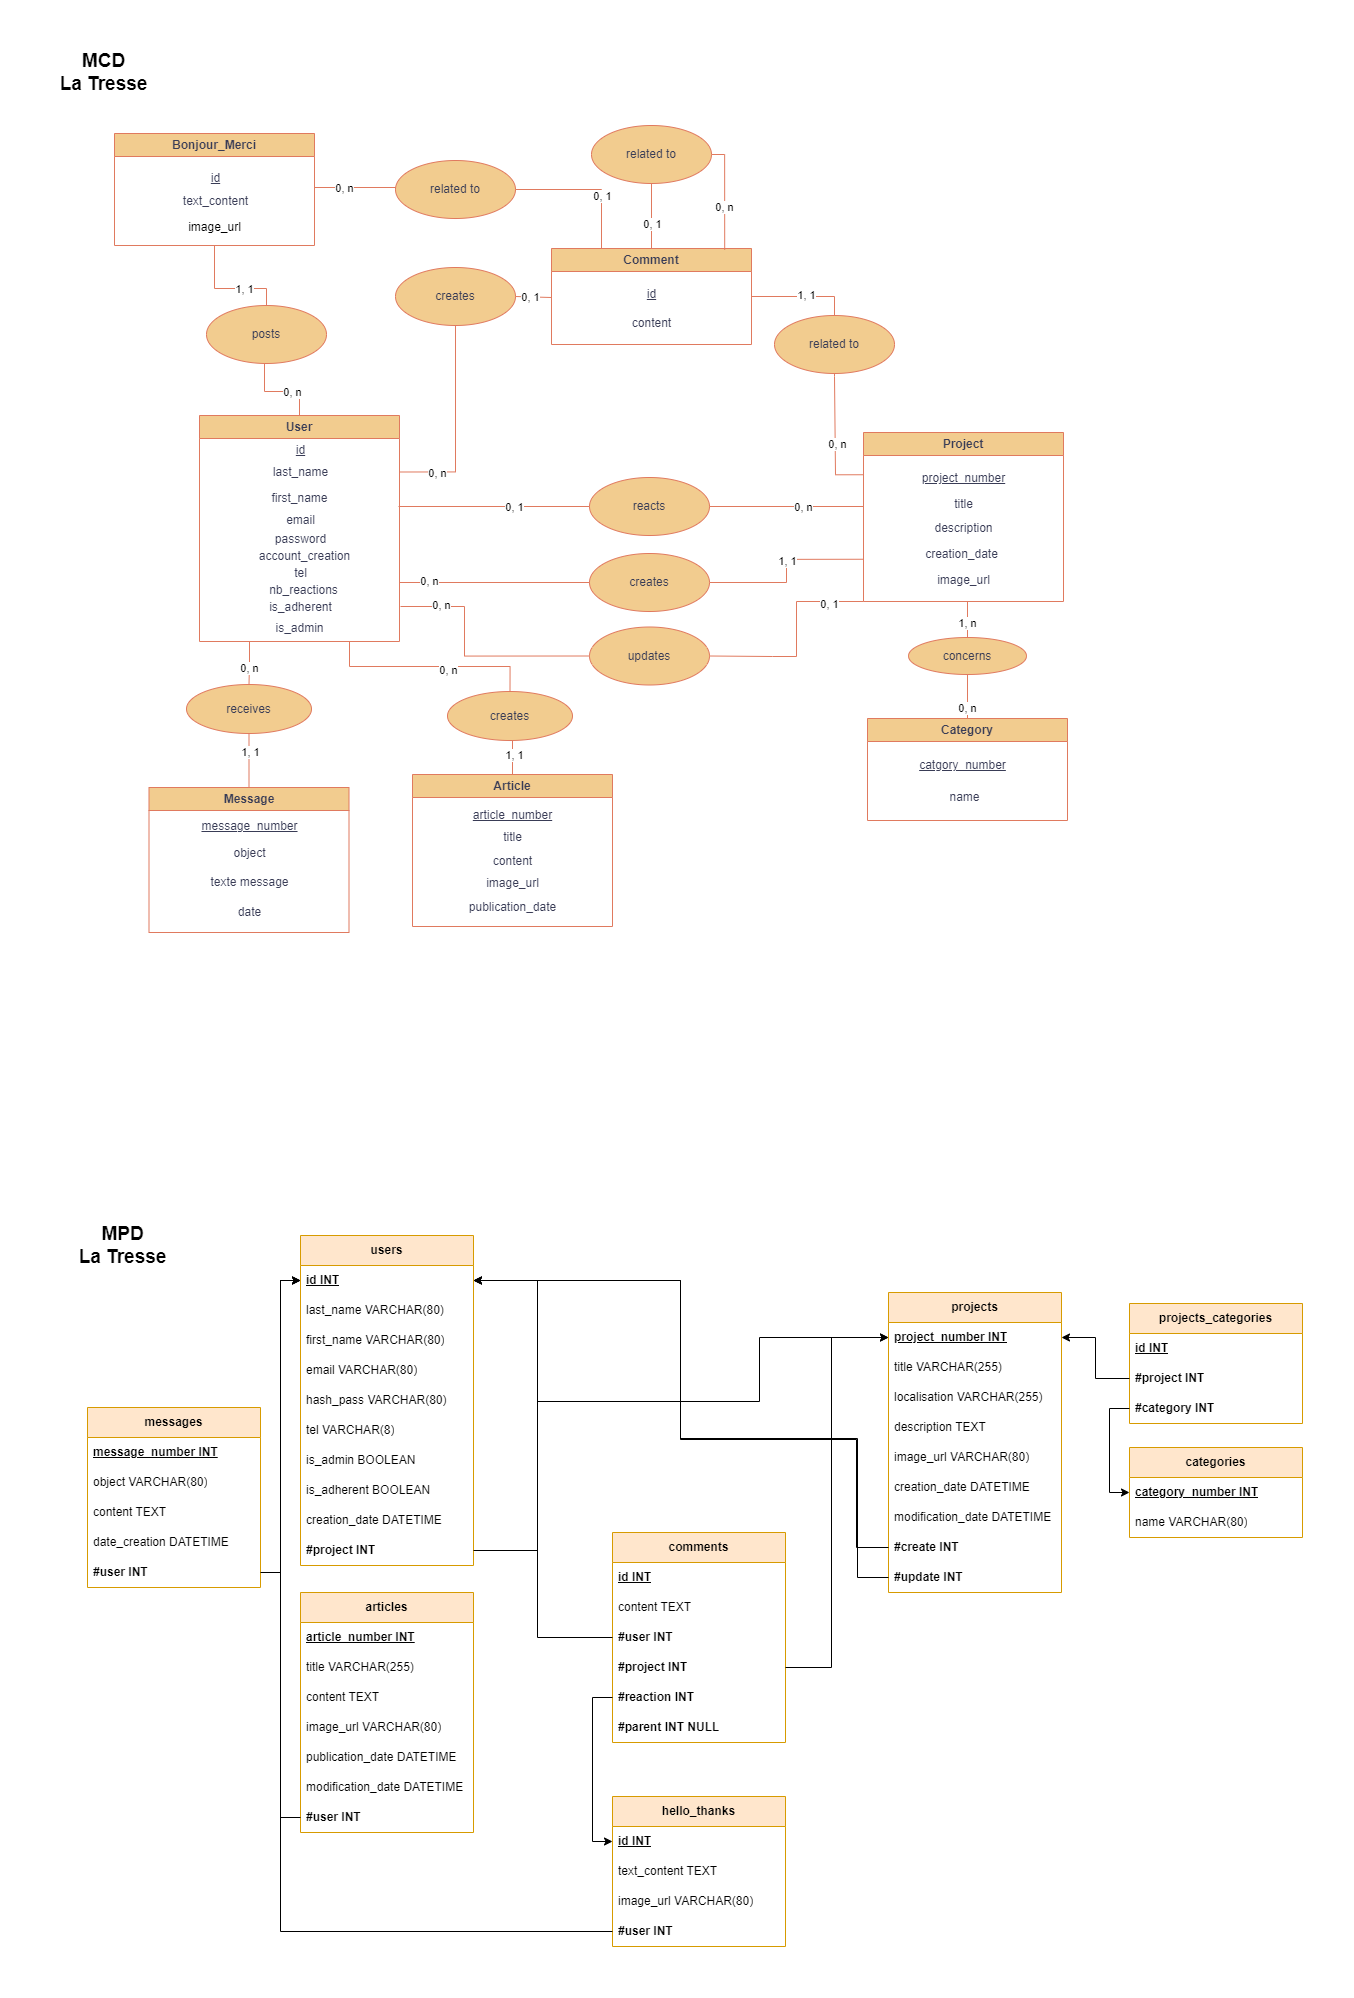 MCD
La Tresse
Bonjour_Merci
id
text_content
image_url
0, n
related to
0, 1
related to
0, 1
0, n
Comment
id
content
1, 1
posts
0, n
creates
0, 1
0, n
1, 1
related to
0, n
User
id
last_name
first_name
email
password
account_creation
tel
nb_reactions
is_adherent
is_admin
0, 1
reacts
0, n
0, n
creates
1, 1
0, n
updates
0, 1
Project
project_number
title
description
creation_date
image_url
1, n
concerns
0, n
Category
catgory_number
name
0, n
receives
1, 1
Message
message_number
object
texte message
date
0, n
creates
1, 1
Article
article_number
title
content
image_url
publication_date
MPD
La Tresse
users
id INT
last_name VARCHAR(80)
first_name VARCHAR(80)
email VARCHAR(80)
hash_pass VARCHAR(80)
tel VARCHAR(8)
is_admin BOOLEAN
is_adherent BOOLEAN
creation_date DATETIME
#project INT
messages
message_number INT
object VARCHAR(80)
content TEXT
date_creation DATETIME
#user INT
articles
article_number INT
title VARCHAR(255)
content TEXT
image_url VARCHAR(80)
publication_date DATETIME
modification_date DATETIME
#user INT
comments
id INT
content TEXT
#user INT
#project INT
#reaction INT
#parent INT NULL
hello_thanks
id INT
text_content TEXT
image_url VARCHAR(80)
#user INT
projects
project_number INT
title VARCHAR(255)
localisation VARCHAR(255)
description TEXT
image_url VARCHAR(80)
creation_date DATETIME
modification_date DATETIME
#create INT
#update INT
projects_categories
id INT
#project INT
#category INT
categories
category_number INT
name VARCHAR(80)